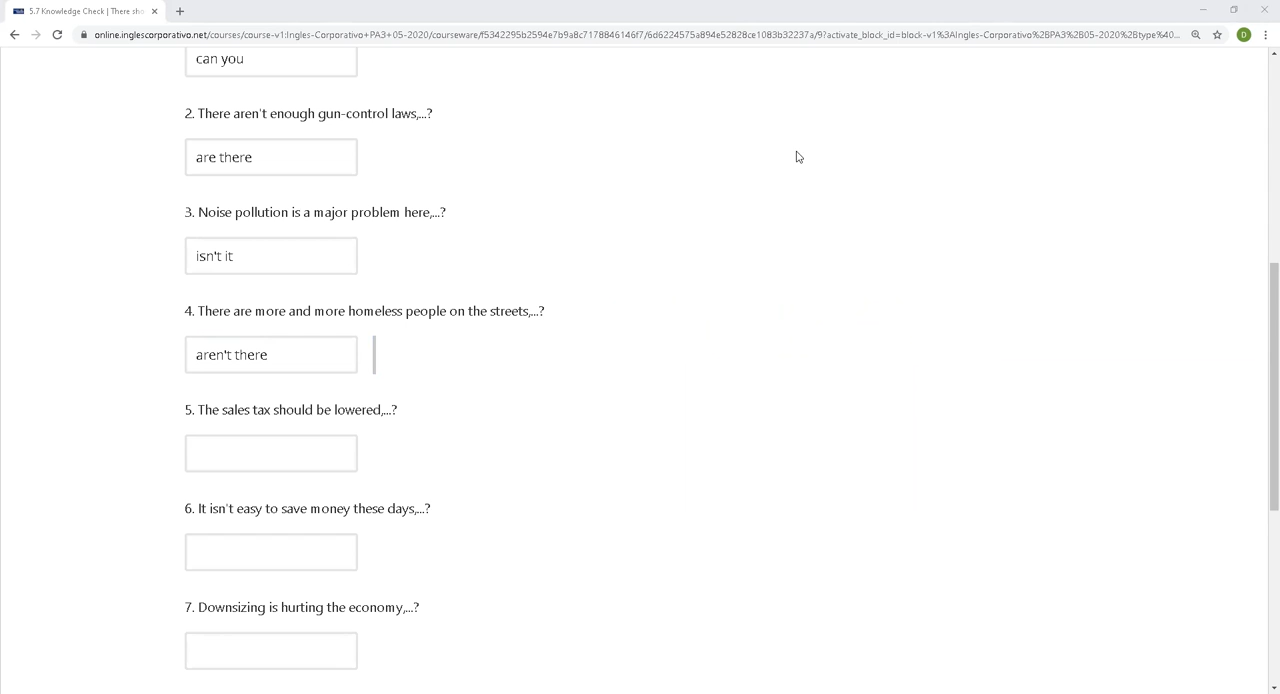 5.7 Knowledge Check | There sho
online.inglescorporativo.net/courses/course-v1:Ingles-Corporativo+PA3+05-2020/courseware/f5342295b2594e7b9a8c7178846146f7/6d6224575a894e52828ce1083b32237a/9?activate_block_id=block-v1%3AIngles-Corporativo%2BPA3%2B05-2020%2Btype%40...
D
can you
2. There aren't enough gun-control laws,...?
are there
3. Noise pollution is a major problem here,...?
isn't it
4. There are more and more homeless people on the streets,...?
aren't there
5. The sales tax should be lowered,...?
6. It isn't easy to save money these days,...?
7. Downsizing is hurting the economy,...?